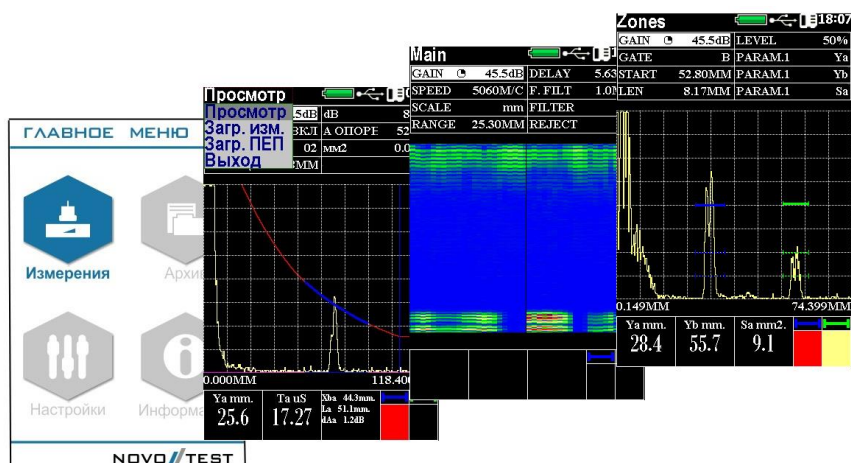 ГЛАВНОЕ МЕНЮ
Измерения
Архив
Настройки
Информа
NOVO//TEST
Просмотр
Просмотр
Загр. изм.
Загр. ПЕП
Выход
.5dB dB 8
ВКЛ A ОПОРЕ 52
02 мм2 0.0
MM
0.000MM 118.400
Ya mm. Ta uS Xba 44.3mm.
25.6 17.27 La 51.1mm.
dAa 1.2dB
Main
GAIN 45.5dB DELAY 5.63
SPEED 5060M/C F. FILT 1.0
SCALE mm FILTER
RANGE 25.30MM REJECT
Zones 18:07
GAIN 45.5dB LEVEL 50%
GATE B PARAM.1 Ya
START 52.80MM PARAM.1 Yb
LEN 8.17MM PARAM.1 Sa
0.149MM 74.399MM
Ya mm. Yb mm. Sa mm2.
28.4 55.7 9.1